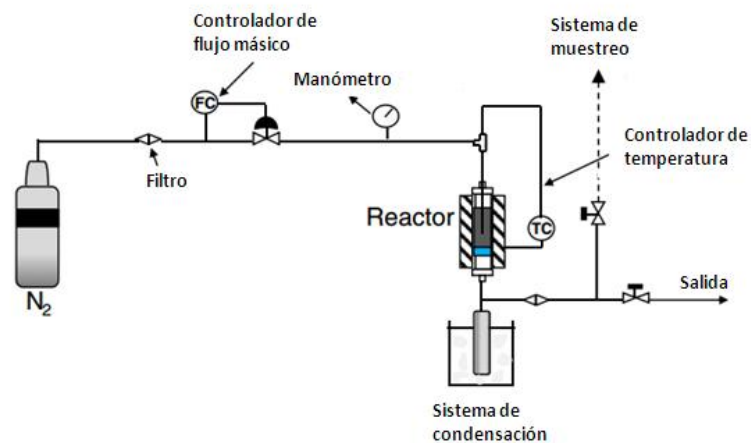 Controlador de
flujo másico
Sistema de
muestreo
Manómetro
FC
Controlador de
temperatura
Filtro
Reactor
TC
N₂
Salida
Sistema de
condensación